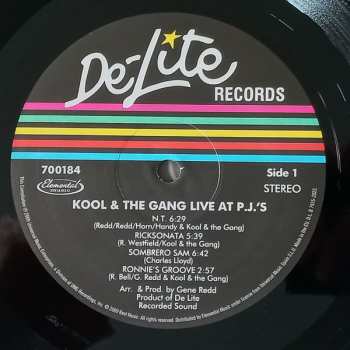 De-Lite
RECORDS
700184
Side 1
Elemental
STEREO
KOOL & THE GANG LIVE AT P.J.'S
N.T. 6:29
(Redd/Redd/Horn/Handy & Kool & the Gang)
RICKSONATA 5:39
(R. Westfield/Kool & the Gang)
SOMBRERO SAM 6:42
(Charles Lloyd)
RONNIE'S GROOVE 2:57
(R. Bell/G. Redd & Kool & the Gang)
Arr. & Prod. by Gene Redd
Product of De Lite
Recorded Sound